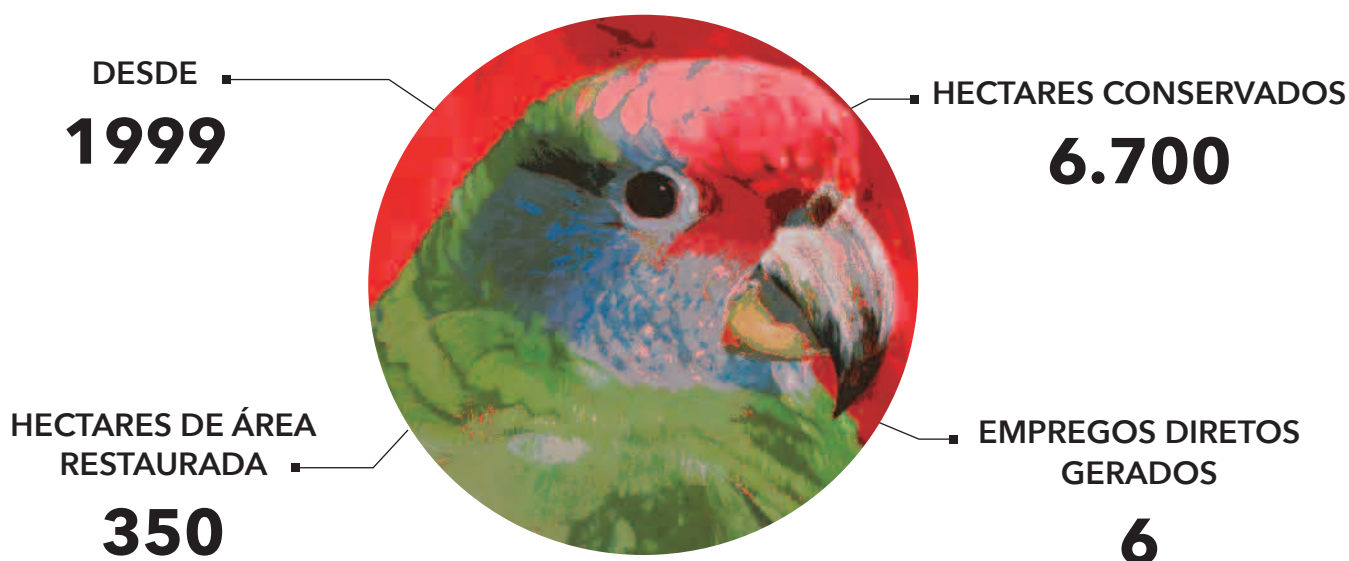 DESDE
1999
HECTARES CONSERVADOS
6.700
HECTARES DE ÁREA
RESTAURADA
350
EMPREGOS DIRETOS
GERADOS
6